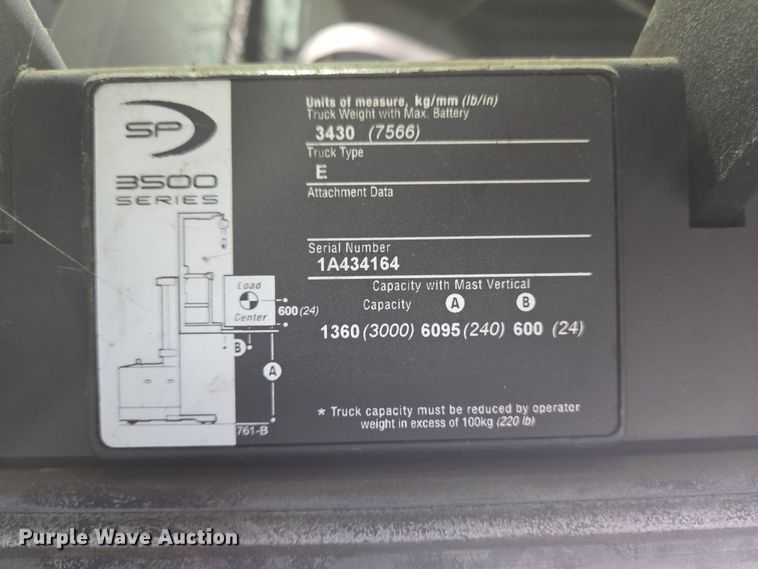 SP
3500
SERIES
Units of measure, kg/mm (lb/in)
Truck Weight with Max. Battery
3430 (7566)
Truck Type
E
Attachment Data
Serial Number
1A434164
Capacity with Mast Vertical
Capacity A B
1360 (3000) 6095 (240) 600 (24)
Load
Center
600 (24)
B
A
761-B
* Truck capacity must be reduced by operator
weight in excess of 100kg (220 lb)
Purple Wave Auction